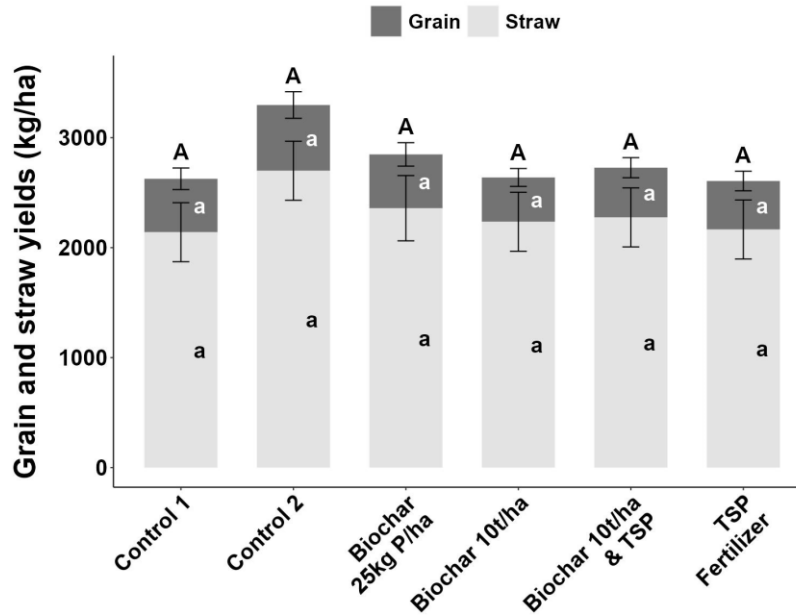 Grain Straw
Grain and straw yields (kg/ha)
3000
2000
1000
0
A A A A A A
a a a a a a
a a a a a a
Control 1
Control 2
Biochar
25kg P/ha
Biochar 10t/ha
Biochar 10t/ha
& TSP
TSP
Fertilizer